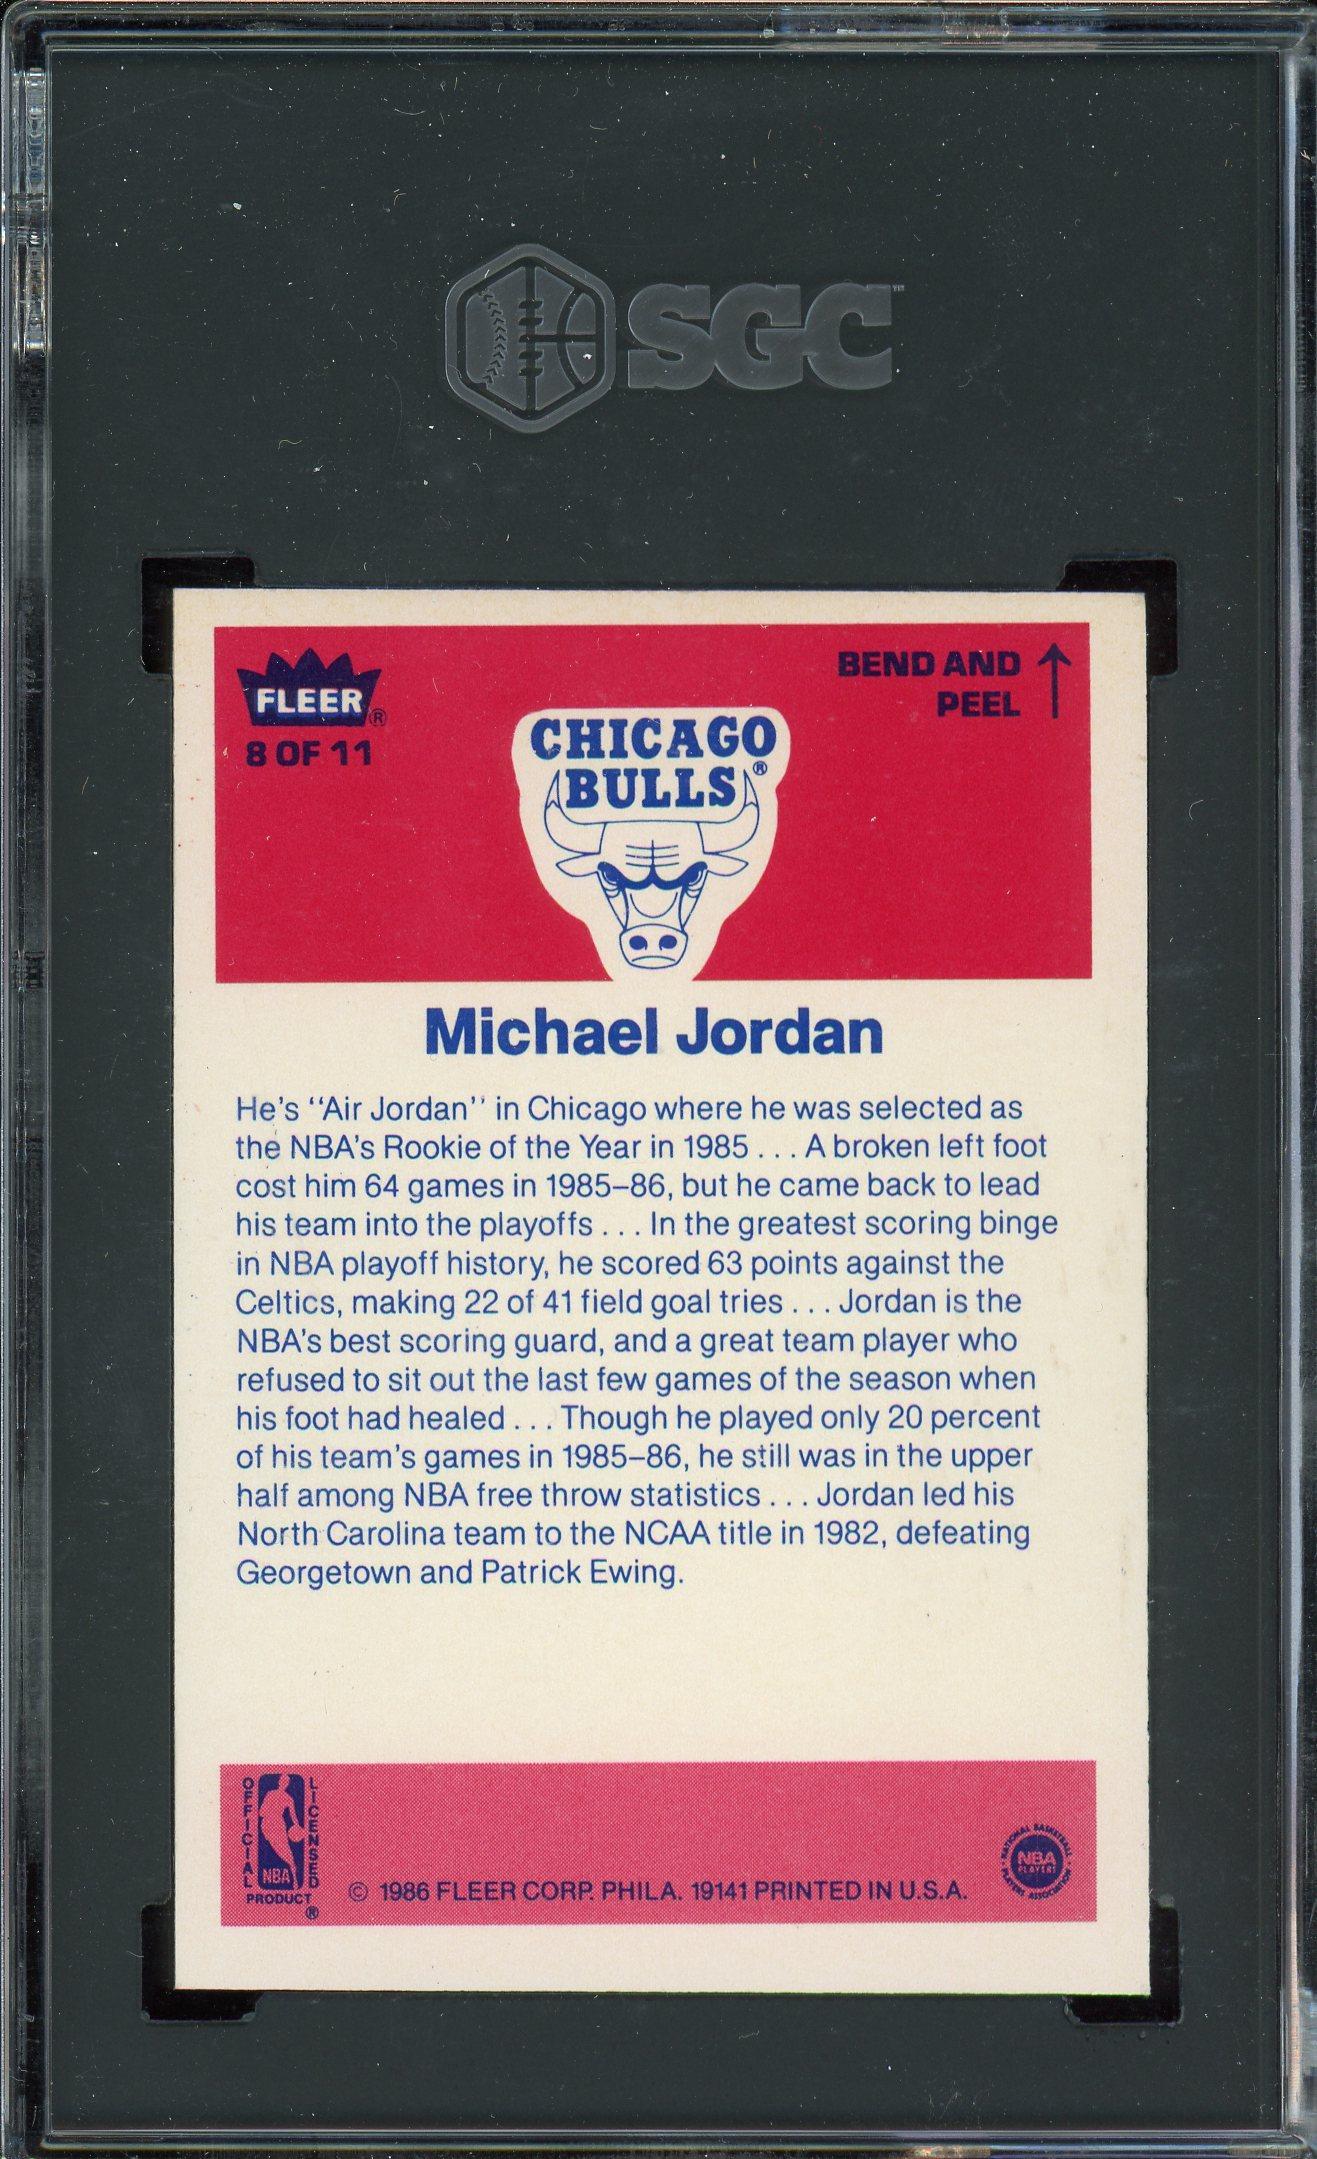 SGC™
FLEER®
8 OF 11
BEND AND
PEEL
CHICAGO
BULLS®
Michael Jordan
He's "Air Jordan" in Chicago where he was selected as
the NBA's Rookie of the Year in 1985 . . . A broken left foot
cost him 64 games in 1985–86, but he came back to lead
his team into the playoffs . . . In the greatest scoring binge
in NBA playoff history, he scored 63 points against the
Celtics, making 22 of 41 field goal tries . . . Jordan is the
NBA's best scoring guard, and a great team player who
refused to sit out the last few games of the season when
his foot had healed . . . Though he played only 20 percent
of his team's games in 1985–86, he still was in the upper
half among NBA free throw statistics . . . Jordan led his
North Carolina team to the NCAA title in 1982, defeating
Georgetown and Patrick Ewing.
OFFICIAL
LICENSED
NBA
PRODUCT
®
© 1986 FLEER CORP. PHILA. 19141 PRINTED IN U.S.A.
NATIONAL BASKETBALL
NBA
PLAYERS
PLAYERS ASSOCIATION